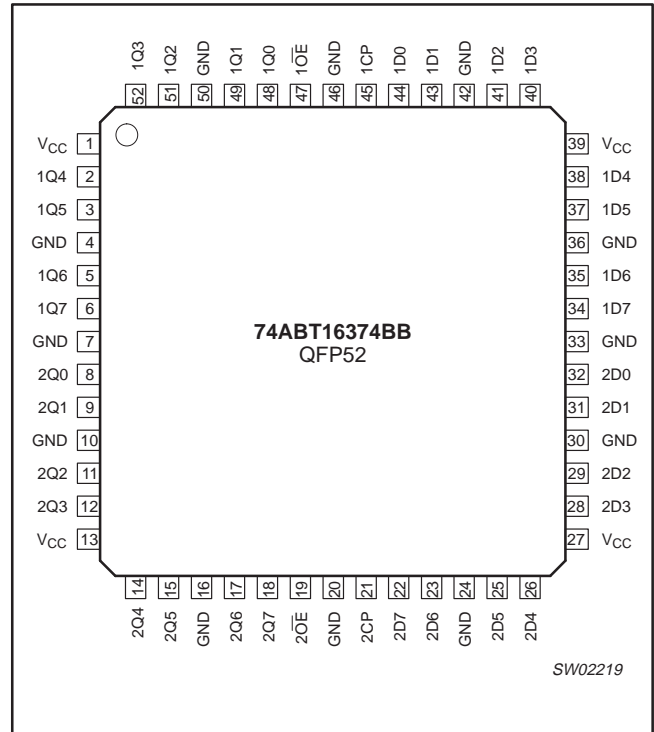 1Q3 1Q2 GND 1Q1 1Q0 1O̅E̅ GND 1CP 1D0 1D1 GND 1D2 1D3
52 51 50 49 48 47 46 45 44 43 42 41 40
VCC 1 39 VCC
1Q4 2 38 1D4
1Q5 3 37 1D5
GND 4 36 GND
1Q6 5 35 1D6
1Q7 6 34 1D7
GND 7 33 GND
74ABT16374BB
QFP52
2Q0 8 32 2D0
2Q1 9 31 2D1
GND 10 30 GND
2Q2 11 29 2D2
2Q3 12 28 2D3
VCC 13 27 VCC
14 15 16 17 18 19 20 21 22 23 24 25 26
2Q4 2Q5 GND 2Q6 2Q7 2O̅E̅ GND 2CP 2D7 2D6 GND 2D5 2D4
SW02219